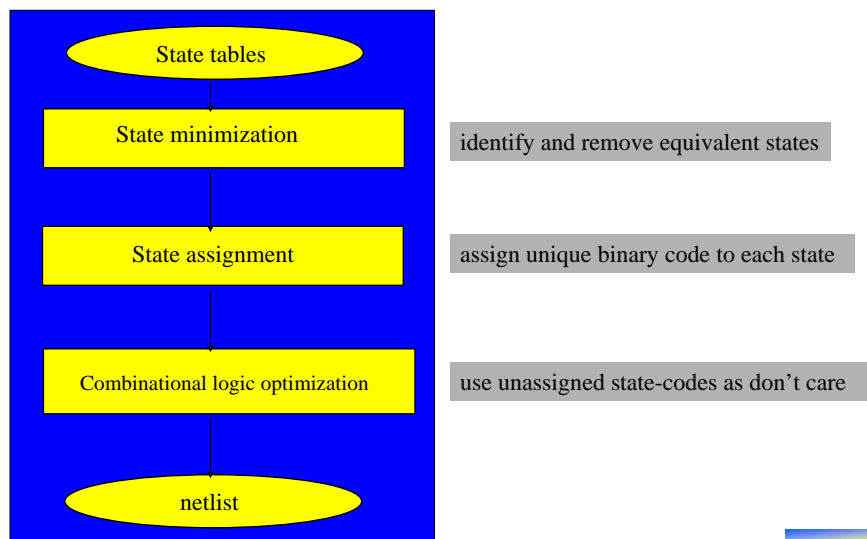 State tables
State minimization
identify and remove equivalent states
State assignment
assign unique binary code to each state
Combinational logic optimization
use unassigned state-codes as don’t care
netlist